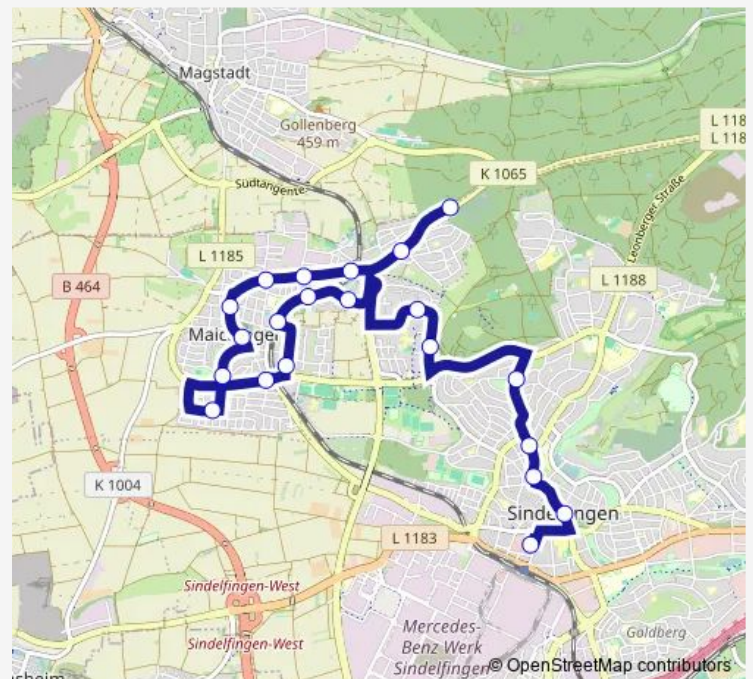 Magstadt
Gollenberg
459 m
L 118
L 118
K 1065
Südtangente
Leonberger Straße
L 1185
L 1188
B 464
K 1004
Sindelfingen
L 1183
Sindelfingen-West
Sindelfingen-West
Mercedes-
Benz Werk
Sindelfingen
Goldberg
sheim
© OpenStreetMap contributors